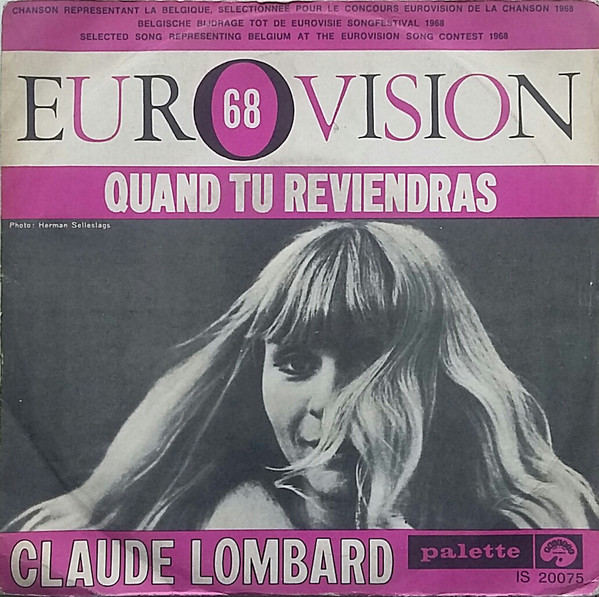 CHANSON REPRESENTANT LA BELGIQUE, SELECTIONNEE POUR LE CONCOURS EUROVISION DE LA CHANSON 1968
BELGISCHE BIJDRAGE TOT DE EUROVISIE SONGFESTIVAL 1968
SELECTED SONG REPRESENTING BELGIUM AT THE EUROVISION SONG CONTEST 1968
EUROVISION
68
QUAND TU REVIENDRAS
Photo: Herman Selleslags
CLAUDE LOMBARD
palette
IS 20075